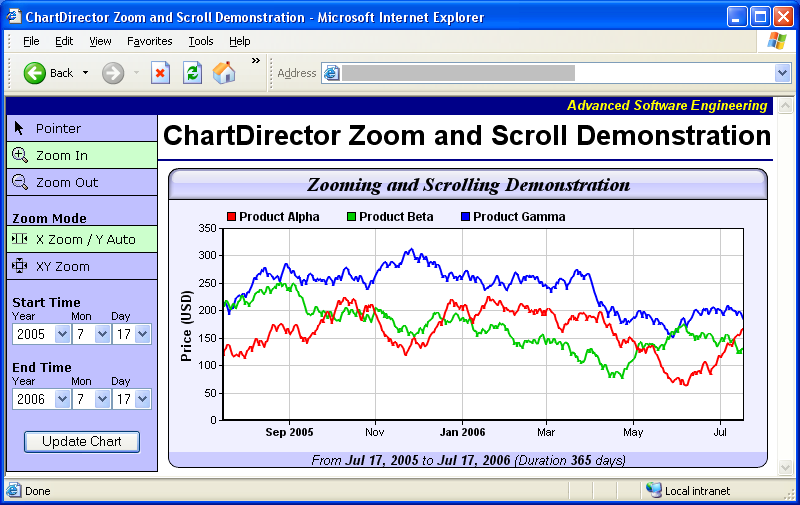 ChartDirector Zoom and Scroll Demonstration - Microsoft Internet Explorer
File Edit View Favorites Tools Help
Back » Address
Advanced Software Engineering
Pointer
Zoom In
Zoom Out
Zoom Mode
X Zoom / Y Auto
XY Zoom
Start Time
Year Mon Day
2005 7 17
End Time
Year Mon Day
2006 7 17
Update Chart
ChartDirector Zoom and Scroll Demonstration
Zooming and Scrolling Demonstration
Product Alpha Product Beta Product Gamma
Price (USD)
350
300
250
200
150
100
50
0
Sep 2005 Nov Jan 2006 Mar May Jul
From Jul 17, 2005 to Jul 17, 2006 (Duration 365 days)
Done Local intranet